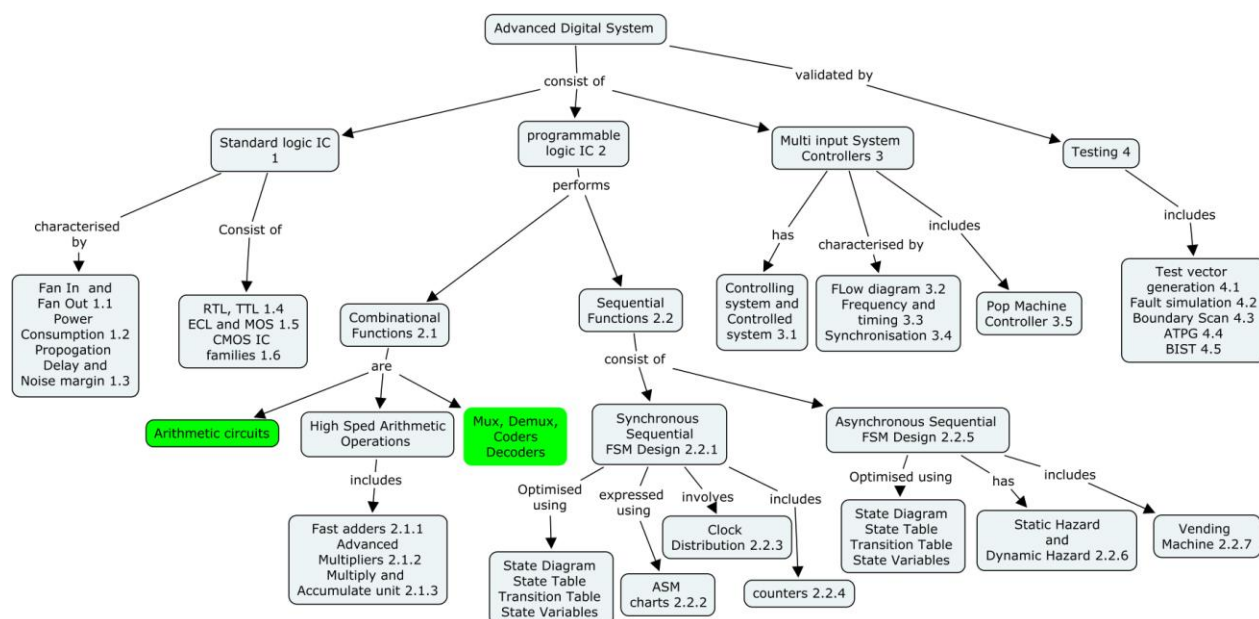 Advanced Digital System
consist of
validated by
Standard logic IC
1
programmable
logic IC 2
Multi input System
Controllers 3
Testing 4
performs
characterised
by
Consist of
has
characterised by
includes
includes
Fan In and
Fan Out 1.1
Power
Consumption 1.2
Propogation
Delay and
Noise margin 1.3
RTL, TTL 1.4
ECL and MOS 1.5
CMOS IC
families 1.6
Combinational
Functions 2.1
Sequential
Functions 2.2
Controlling
system and
Controlled
system 3.1
FLow diagram 3.2
Frequency and
timing 3.3
Synchronisation 3.4
Pop Machine
Controller 3.5
Test vector
generation 4.1
Fault simulation 4.2
Boundary Scan 4.3
ATPG 4.4
BIST 4.5
are
consist of
Arithmetic circuits
High Sped Arithmetic
Operations
Mux, Demux,
Coders
Decoders
Synchronous
Sequential
FSM Design 2.2.1
Asynchronous Sequential
FSM Design 2.2.5
includes
Optimised
using
expressed
using
involves
includes
Optimised using
has
includes
Fast adders 2.1.1
Advanced
Multipliers 2.1.2
Multiply and
Accumulate unit 2.1.3
State Diagram
State Table
Transition Table
State Variables
ASM
charts 2.2.2
Clock
Distribution 2.2.3
counters 2.2.4
State Diagram
State Table
Transition Table
State Variables
Static Hazard
and
Dynamic Hazard 2.2.6
Vending
Machine 2.2.7